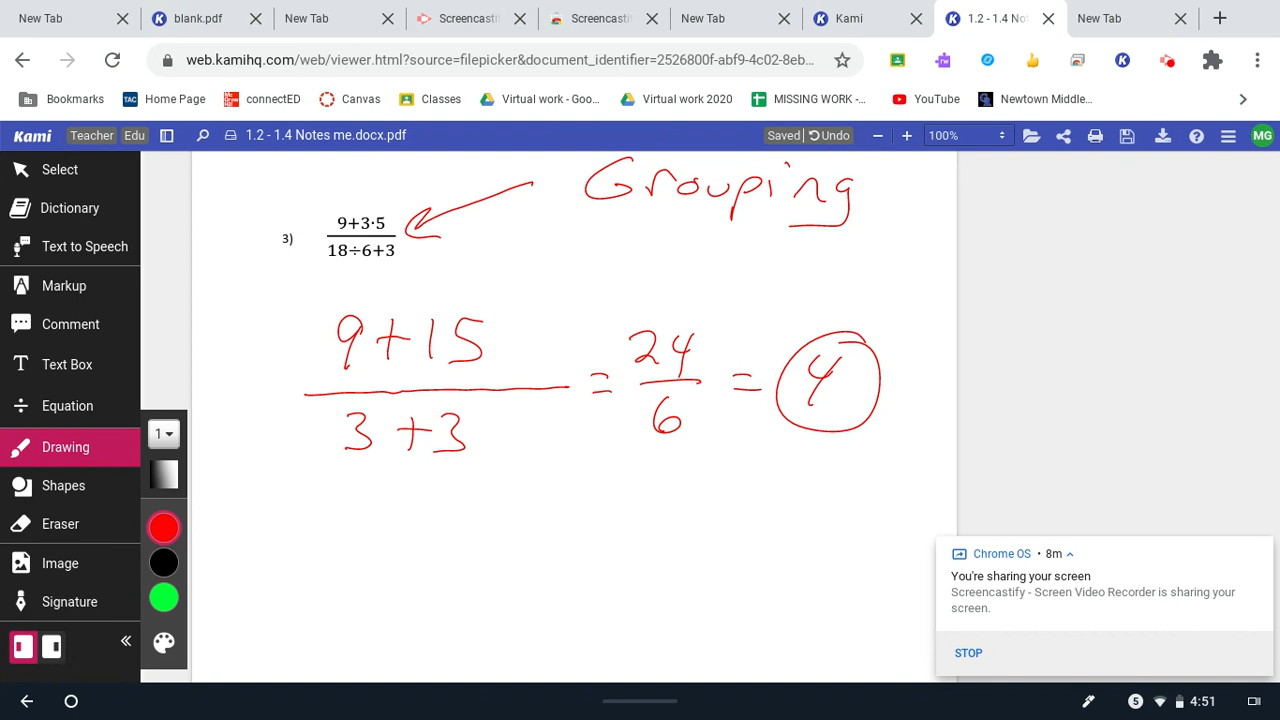 New Tab
blank.pdf
New Tab
Screencasti
Screencastif
New Tab
Kami
1.2 - 1.4 Not
New Tab
web.kamihq.com/web/viewer.html?source=filepicker&document_identifier=2526800f-abf9-4c02-8eb...
Bookmarks
Home Page
connectED
Canvas
Classes
Virtual work - Goo...
Virtual work 2020
MISSING WORK -...
YouTube
Newtown Middle...
Kami Teacher Edu
1.2 - 1.4 Notes me.docx.pdf
Saved Undo
100%
MG
Select
Dictionary
Text to Speech
Markup
Comment
Text Box
Equation
Drawing
Shapes
Eraser
Image
Signature
1
Grouping
3) 9+3·5
18÷6+3
9+15
3+3
= 24
6
= 4
Chrome OS • 8m
You're sharing your screen
Screencastify - Screen Video Recorder is sharing your
screen.
STOP
5 4:51